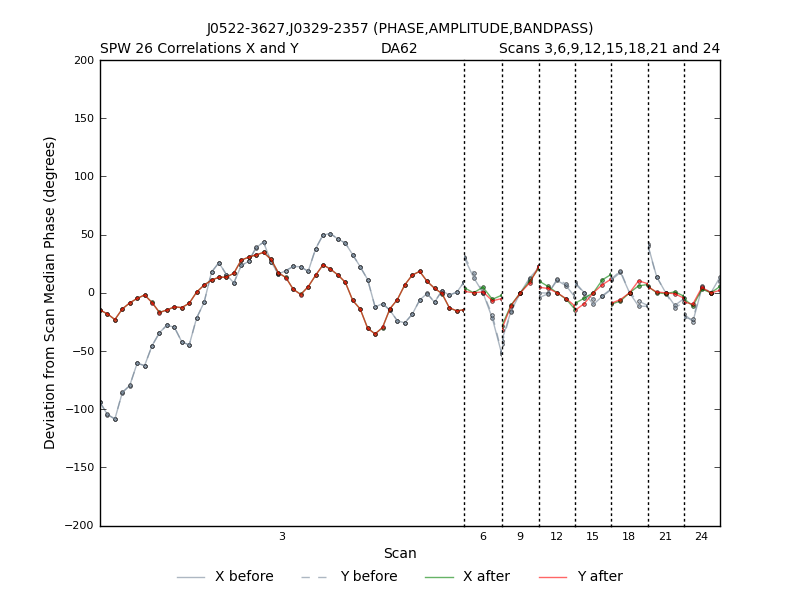 J0522-3627,J0329-2357 (PHASE,AMPLITUDE,BANDPASS)
SPW 26 Correlations X and Y DA62 Scans 3,6,9,12,15,18,21 and 24
200
150
100
50
0
−50
−100
−150
−200
Deviation from Scan Median Phase (degrees)
3 6 9 12 15 18 21 24
Scan
X before Y before X after Y after